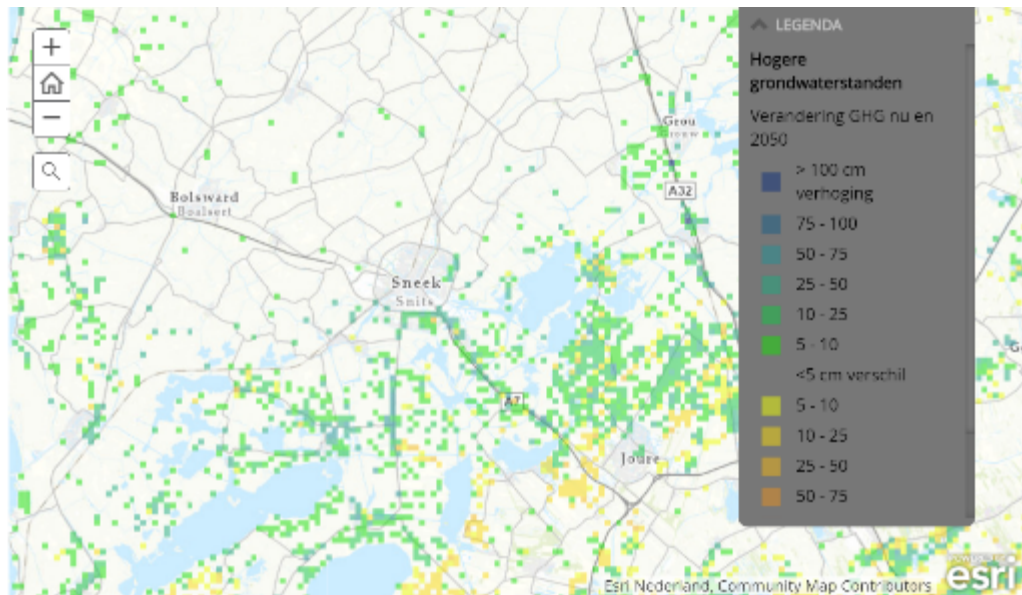 LEGENDA
Hogere
grondwaterstanden
Verandering GHG nu en
2050
> 100 cm
verhoging
75 - 100
50 - 75
25 - 50
10 - 25
5 - 10
<5 cm verschil
5 - 10
10 - 25
25 - 50
50 - 75
Grou
A32
Bolsward
Boalsert
Sneek
Snits
A7
Joure
Esri Nederland, Community Map Contributors
POWERED BY
esri